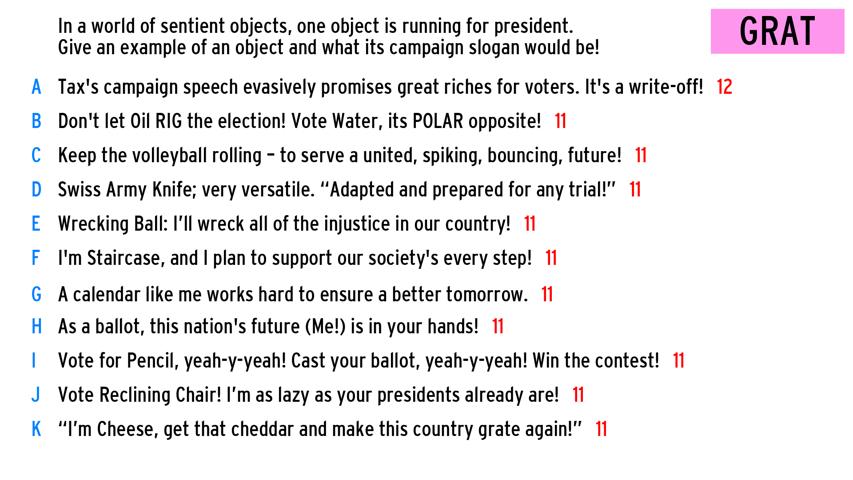 In a world of sentient objects, one object is running for president.
Give an example of an object and what its campaign slogan would be!
GRAT
A Tax's campaign speech evasively promises great riches for voters. It's a write-off! 12
B Don't let Oil RIG the election! Vote Water, its POLAR opposite! 11
C Keep the volleyball rolling – to serve a united, spiking, bouncing, future! 11
D Swiss Army Knife; very versatile. “Adapted and prepared for any trial!” 11
E Wrecking Ball: I’ll wreck all of the injustice in our country! 11
F I'm Staircase, and I plan to support our society's every step! 11
G A calendar like me works hard to ensure a better tomorrow. 11
H As a ballot, this nation's future (Me!) is in your hands! 11
I Vote for Pencil, yeah-y-yeah! Cast your ballot, yeah-y-yeah! Win the contest! 11
J Vote Reclining Chair! I’m as lazy as your presidents already are! 11
K “I’m Cheese, get that cheddar and make this country grate again!” 11